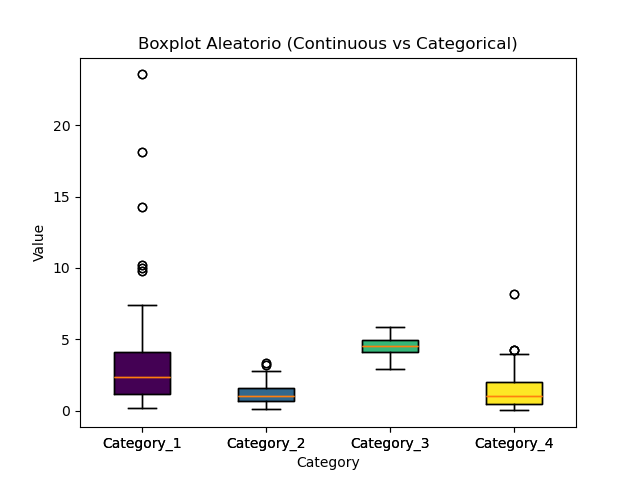 Boxplot Aleatorio (Continuous vs Categorical)
Value
20
15
10
5
0
Category_1 Category_2 Category_3 Category_4
Category